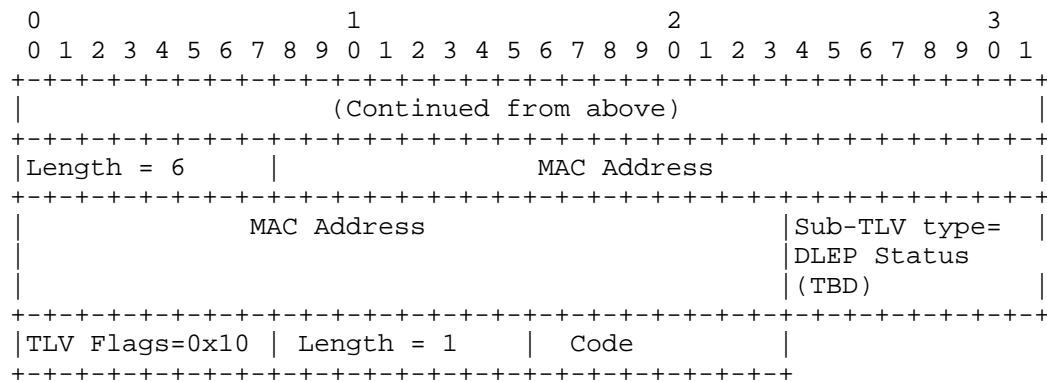 0                   1                   2                   3
 0 1 2 3 4 5 6 7 8 9 0 1 2 3 4 5 6 7 8 9 0 1 2 3 4 5 6 7 8 9 0 1
+-+-+-+-+-+-+-+-+-+-+-+-+-+-+-+-+-+-+-+-+-+-+-+-+-+-+-+-+-+-+-+-+
|                   (Continued from above)                      |
+-+-+-+-+-+-+-+-+-+-+-+-+-+-+-+-+-+-+-+-+-+-+-+-+-+-+-+-+-+-+-+-+
|Length = 6     |                MAC Address                    |
+-+-+-+-+-+-+-+-+-+-+-+-+-+-+-+-+-+-+-+-+-+-+-+-+-+-+-+-+-+-+-+-+
|              MAC Address                      |Sub-TLV type=  |
|                                               |DLEP Status
|                                               |(TBD)          |
+-+-+-+-+-+-+-+-+-+-+-+-+-+-+-+-+-+-+-+-+-+-+-+-+-+-+-+-+-+-+-+-+
|TLV Flags=0x10 | Length = 1    |  Code         |
+-+-+-+-+-+-+-+-+-+-+-+-+-+-+-+-+-+-+-+-+-+-+-+-+